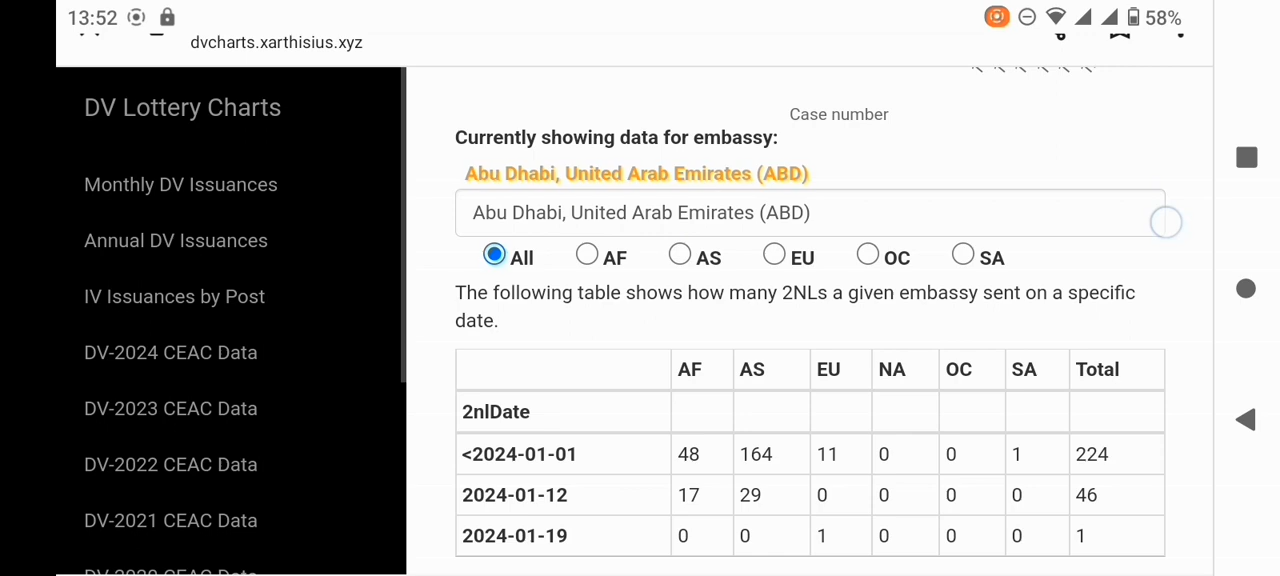 13:52 58%
dvcharts.xarthisius.xyz
DV Lottery Charts
Monthly DV Issuances
Annual DV Issuances
IV Issuances by Post
DV-2024 CEAC Data
DV-2023 CEAC Data
DV-2022 CEAC Data
DV-2021 CEAC Data
DV-2020 CEAC Data
Case number
Currently showing data for embassy:
Abu Dhabi, United Arab Emirates (ABD)
Abu Dhabi, United Arab Emirates (ABD)
All AF AS EU OC SA
The following table shows how many 2NLs a given embassy sent on a specific
date.
AF AS EU NA OC SA Total
2nlDate
<2024-01-01 48 164 11 0 0 1 224
2024-01-12 17 29 0 0 0 0 46
2024-01-19 0 0 1 0 0 0 1